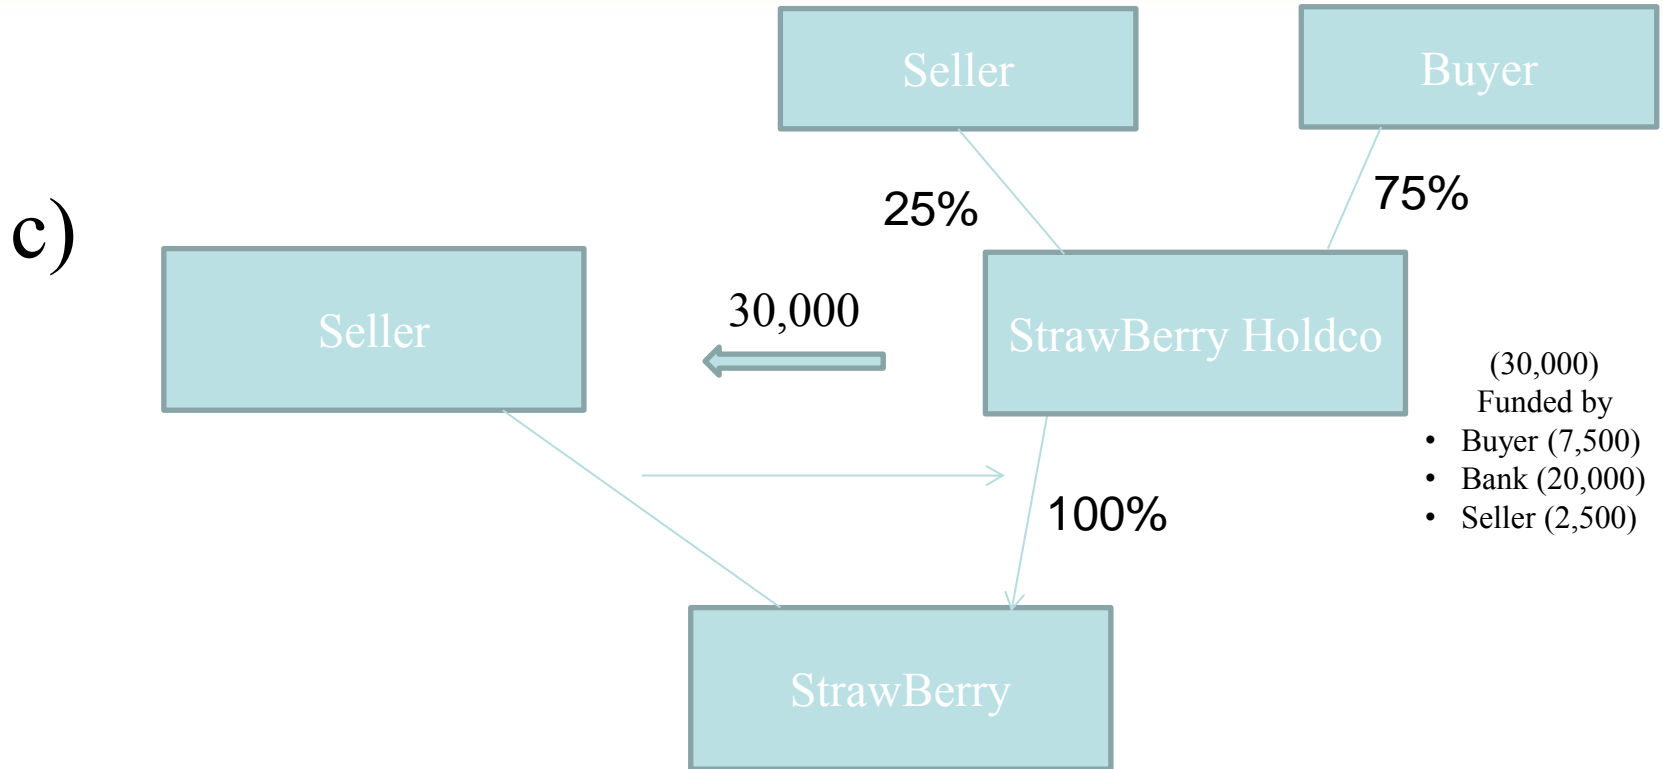 c)
Seller
Buyer
25%
75%
Seller
30,000
StrawBerry Holdco
(30,000)
Funded by
• Buyer (7,500)
• Bank (20,000)
• Seller (2,500)
100%
StrawBerry